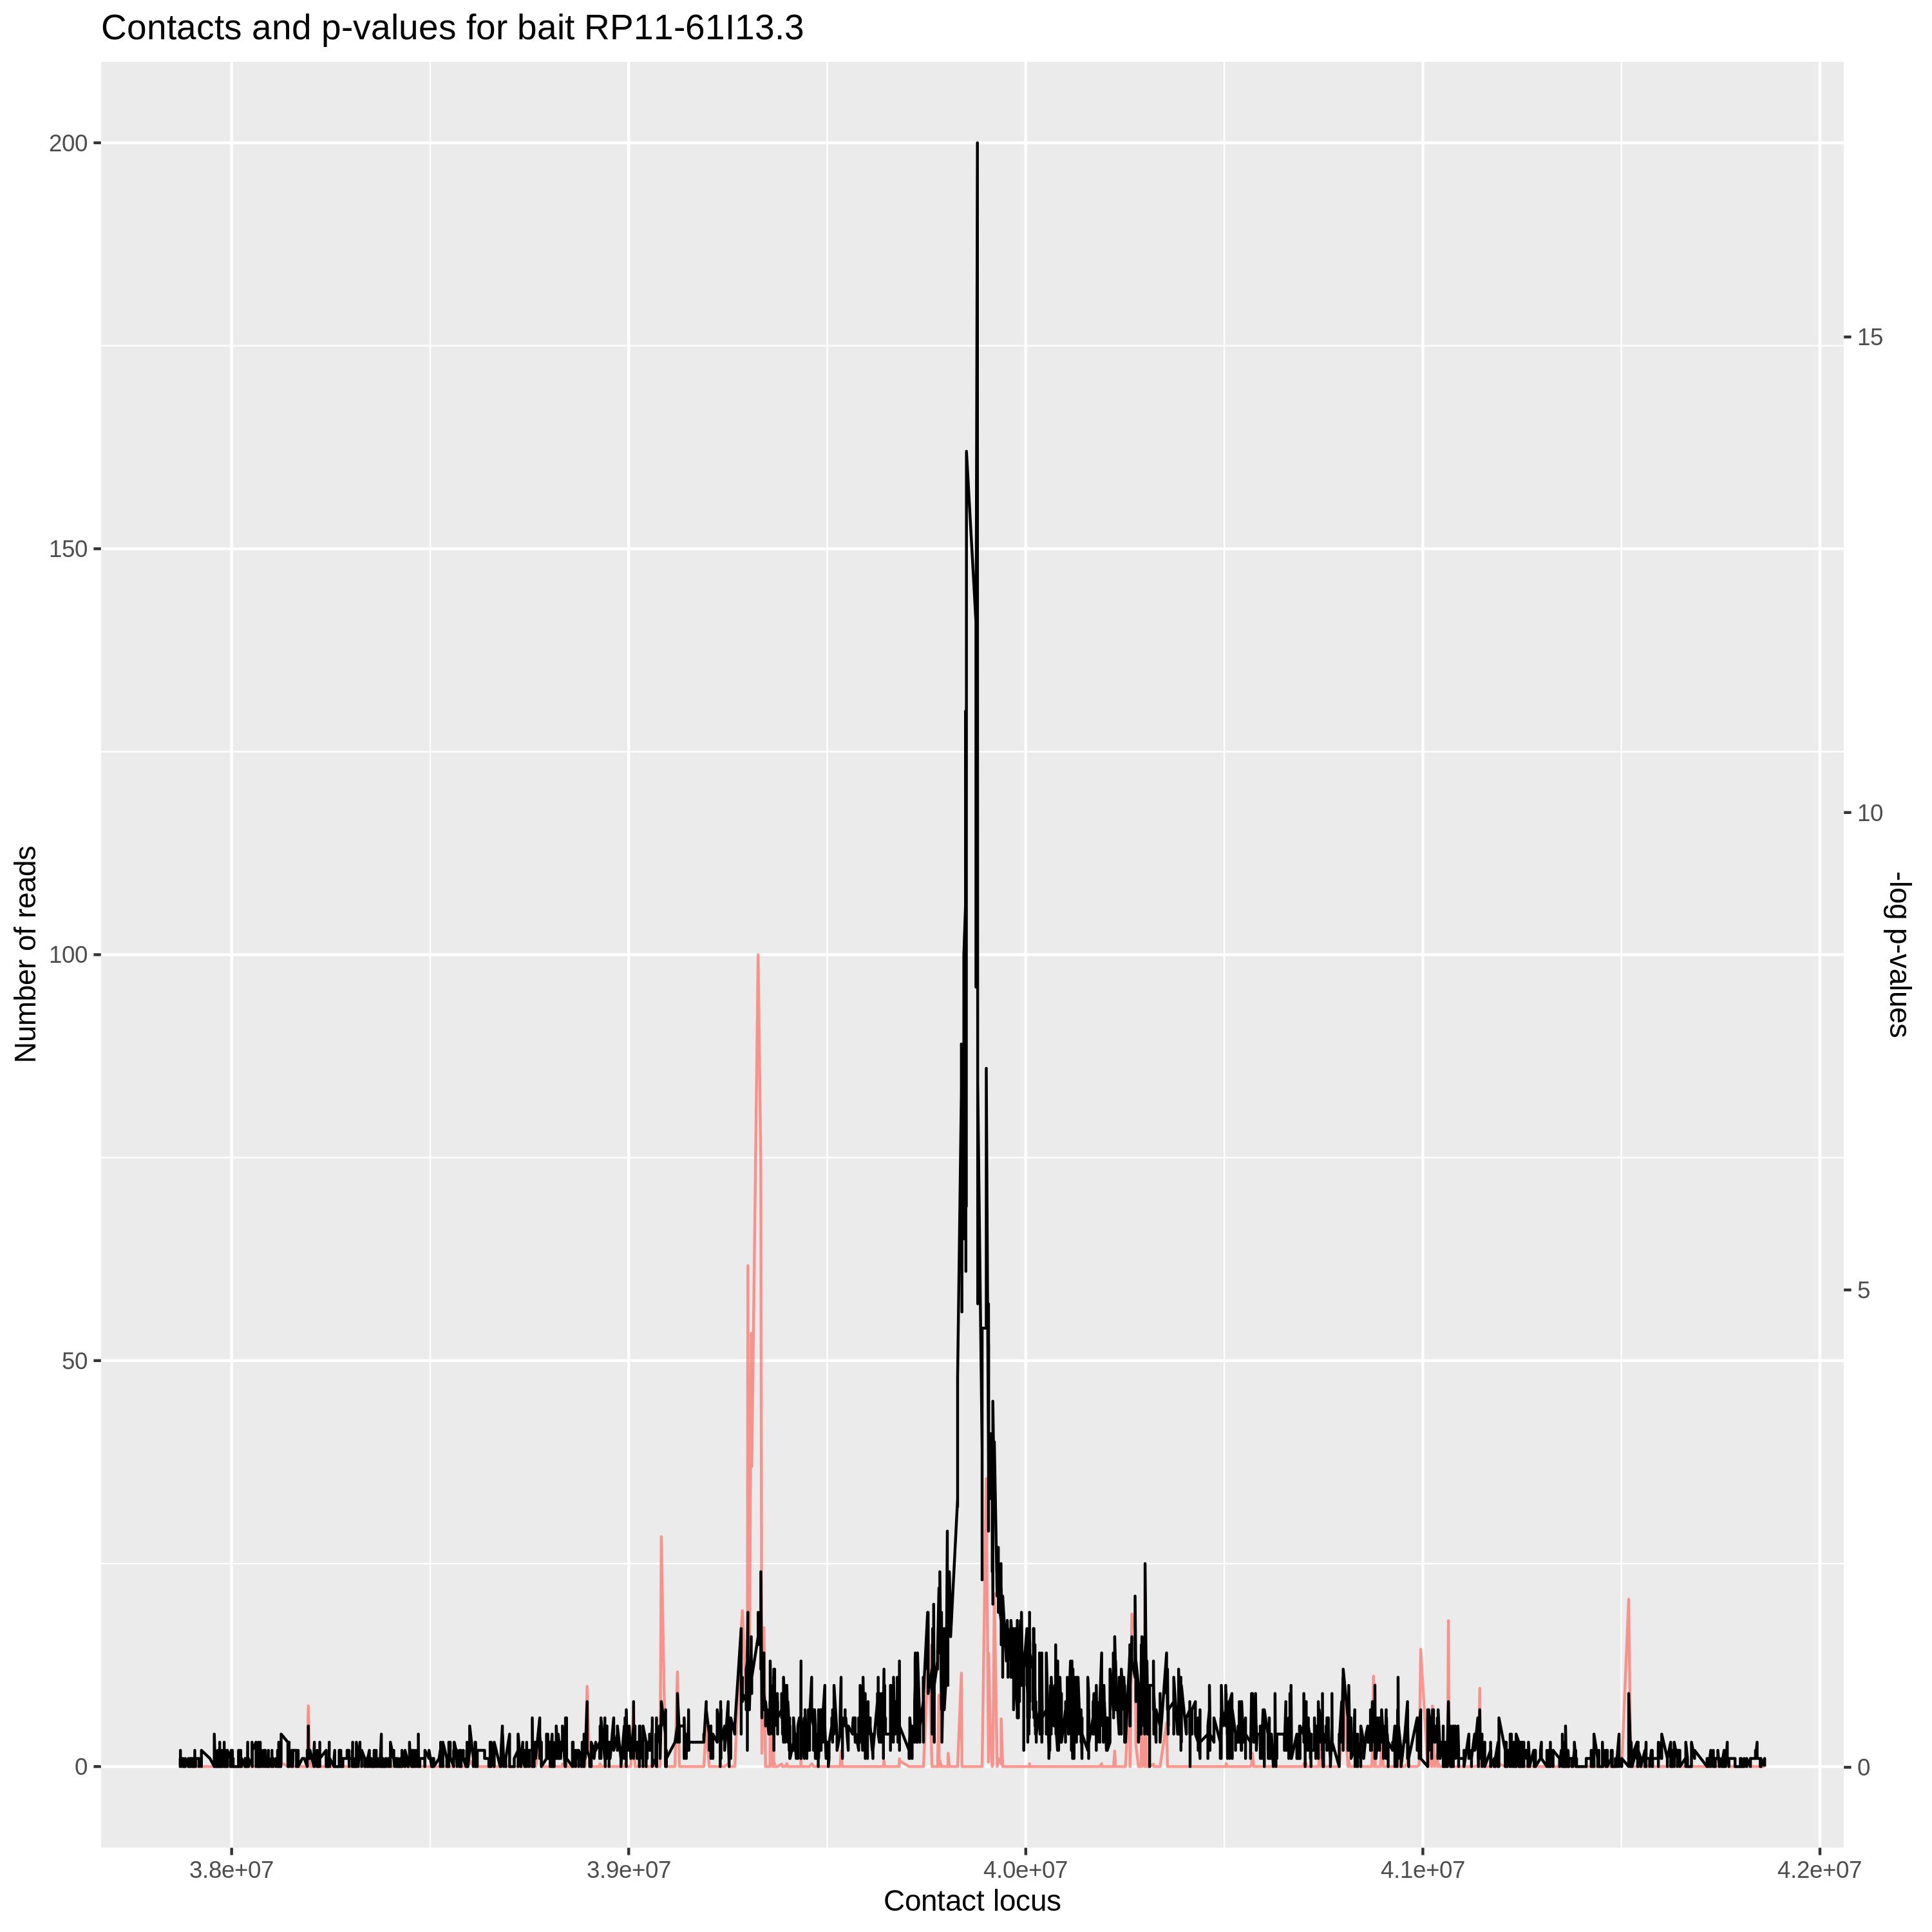 Contacts and p-values for bait RP11-61I13.3
200
150
100
50
0
Number of reads
15
10
5
0
-log p-values
3.8e+07
3.9e+07
4.0e+07
4.1e+07
4.2e+07
Contact locus